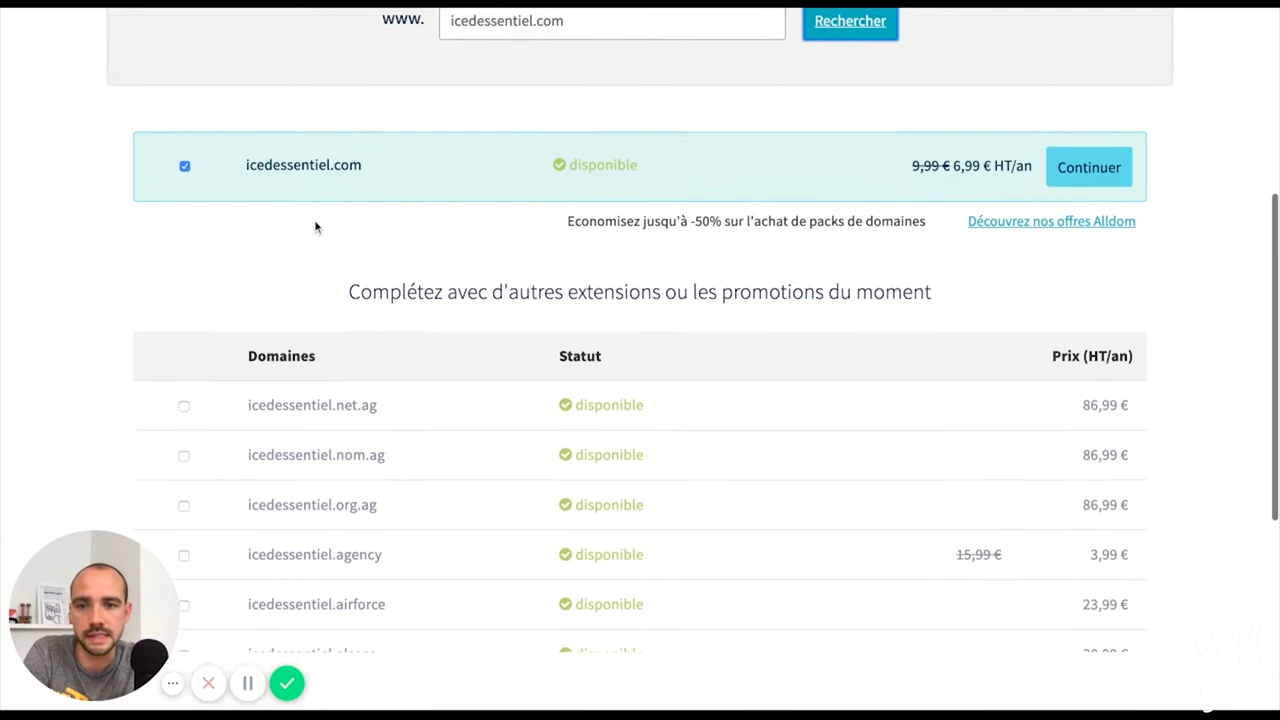 www. icedessentiel.com Rechercher
icedessentiel.com disponible 9,99 € 6,99 € HT/an Continuer
Economisez jusqu'à -50% sur l'achat de packs de domaines Découvrez nos offres Alldom
Complétez avec d'autres extensions ou les promotions du moment
Domaines Statut Prix (HT/an)
icedessentiel.net.ag disponible 86,99 €
icedessentiel.nom.ag disponible 86,99 €
icedessentiel.org.ag disponible 86,99 €
icedessentiel.agency disponible 15,99 € 3,99 €
icedessentiel.airforce disponible 23,99 €